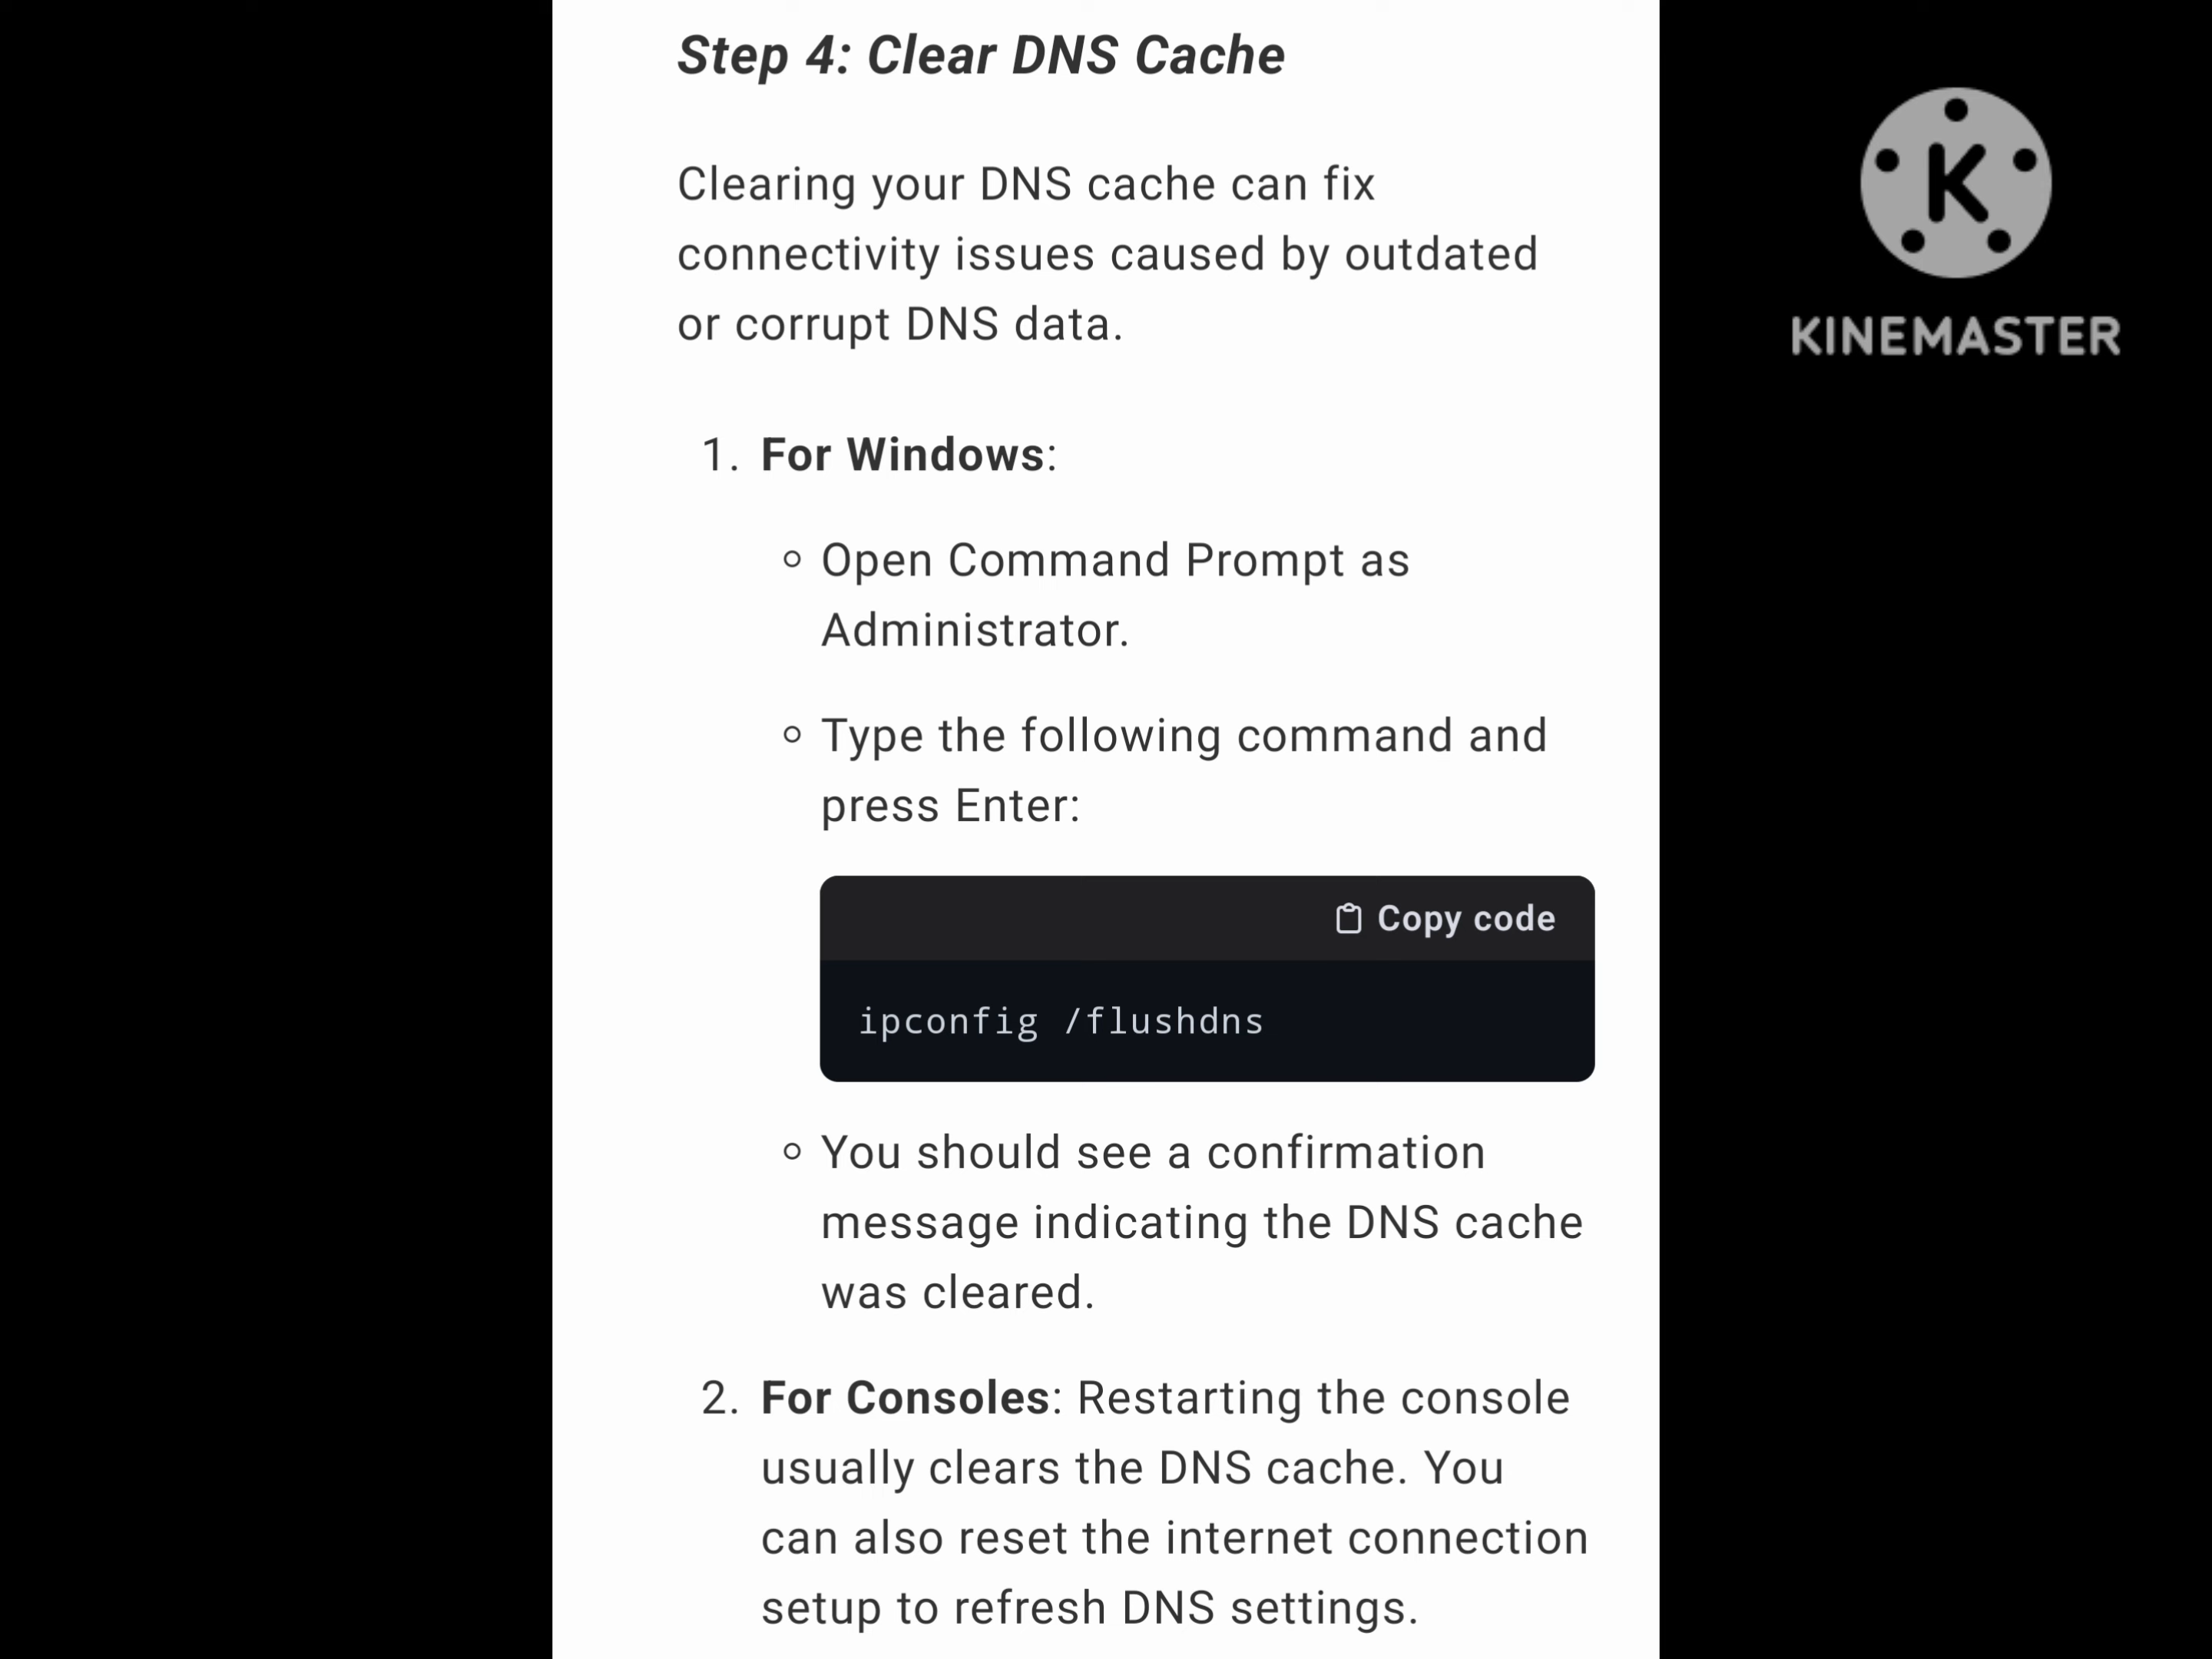 Step 4: Clear DNS Cache
Clearing your DNS cache can fix
connectivity issues caused by outdated
or corrupt DNS data.
1. For Windows:
Open Command Prompt as
Administrator.
Type the following command and
press Enter:
Copy code
ipconfig /flushdns
You should see a confirmation
message indicating the DNS cache
was cleared.
2. For Consoles: Restarting the console
usually clears the DNS cache. You
can also reset the internet connection
setup to refresh DNS settings.
K
KINEMASTER